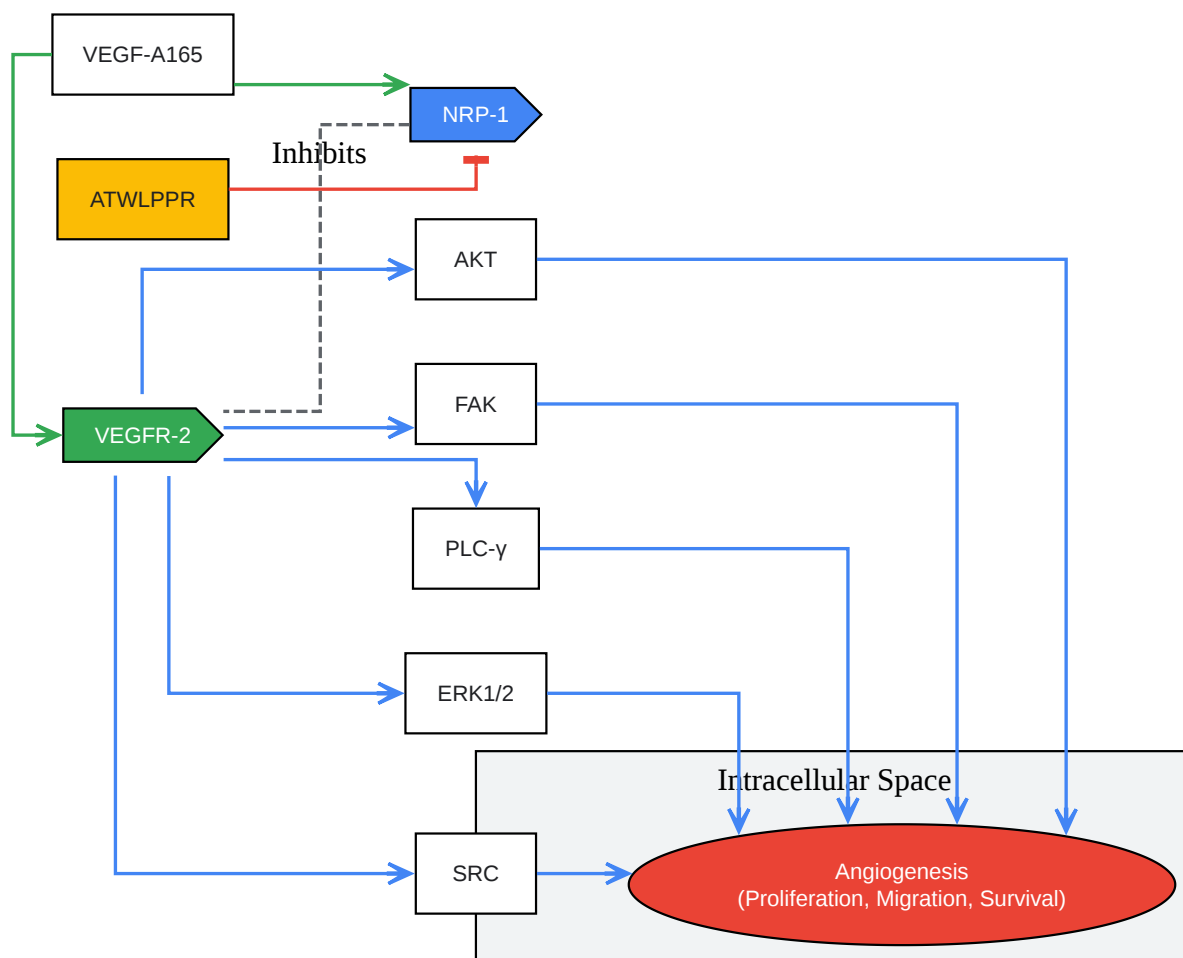 VEGF-A165
NRP-1
Inhibits
ATWLPPR
AKT
FAK
VEGFR-2
PLC-γ
ERK1/2
Intracellular Space
SRC
Angiogenesis
(Proliferation, Migration, Survival)